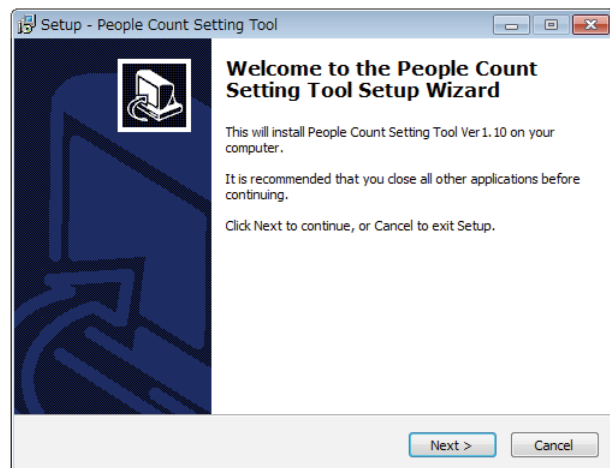 Setup - People Count Setting Tool
Welcome to the People Count
Setting Tool Setup Wizard
This will install People Count Setting Tool Ver1.10 on your
computer.
It is recommended that you close all other applications before
continuing.
Click Next to continue, or Cancel to exit Setup.
Next >
Cancel